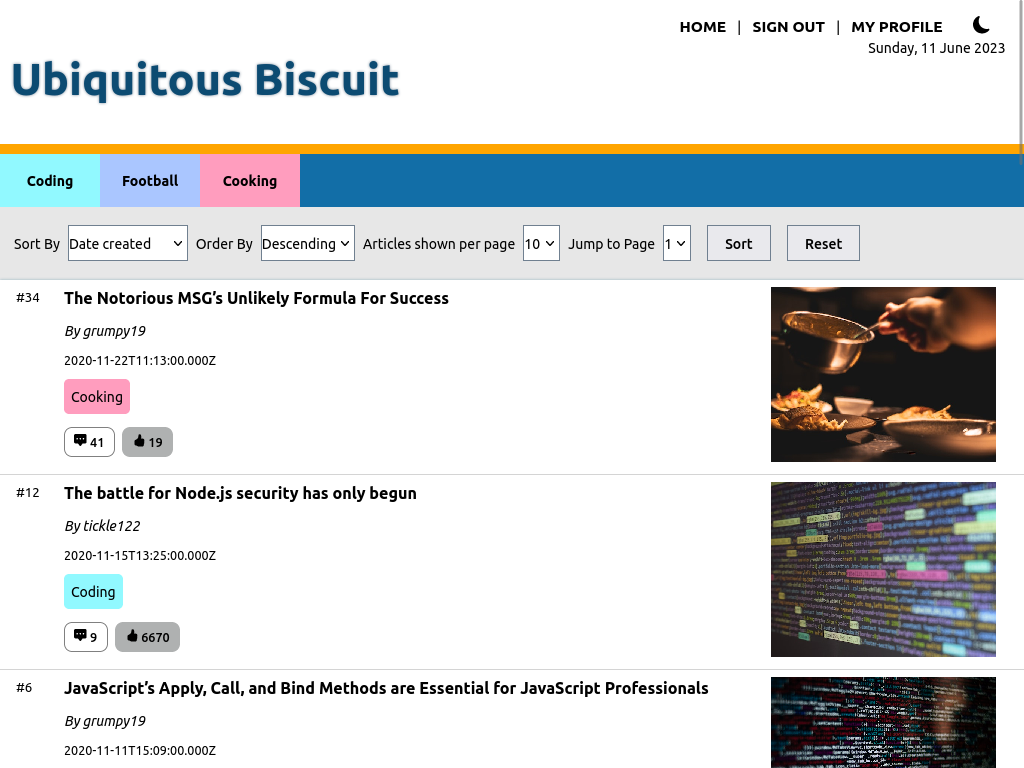 HOME | SIGN OUT | MY PROFILE
Sunday, 11 June 2023
Ubiquitous Biscuit
Coding Football Cooking
Sort By Date created Order By Descending Articles shown per page 10 Jump to Page 1 Sort Reset
#34 The Notorious MSG’s Unlikely Formula For Success
By grumpy19
2020-11-22T11:13:00.000Z
Cooking
41 19
#12 The battle for Node.js security has only begun
By tickle122
2020-11-15T13:25:00.000Z
Coding
9 6670
#6 JavaScript’s Apply, Call, and Bind Methods are Essential for JavaScript Professionals
By grumpy19
2020-11-11T15:09:00.000Z